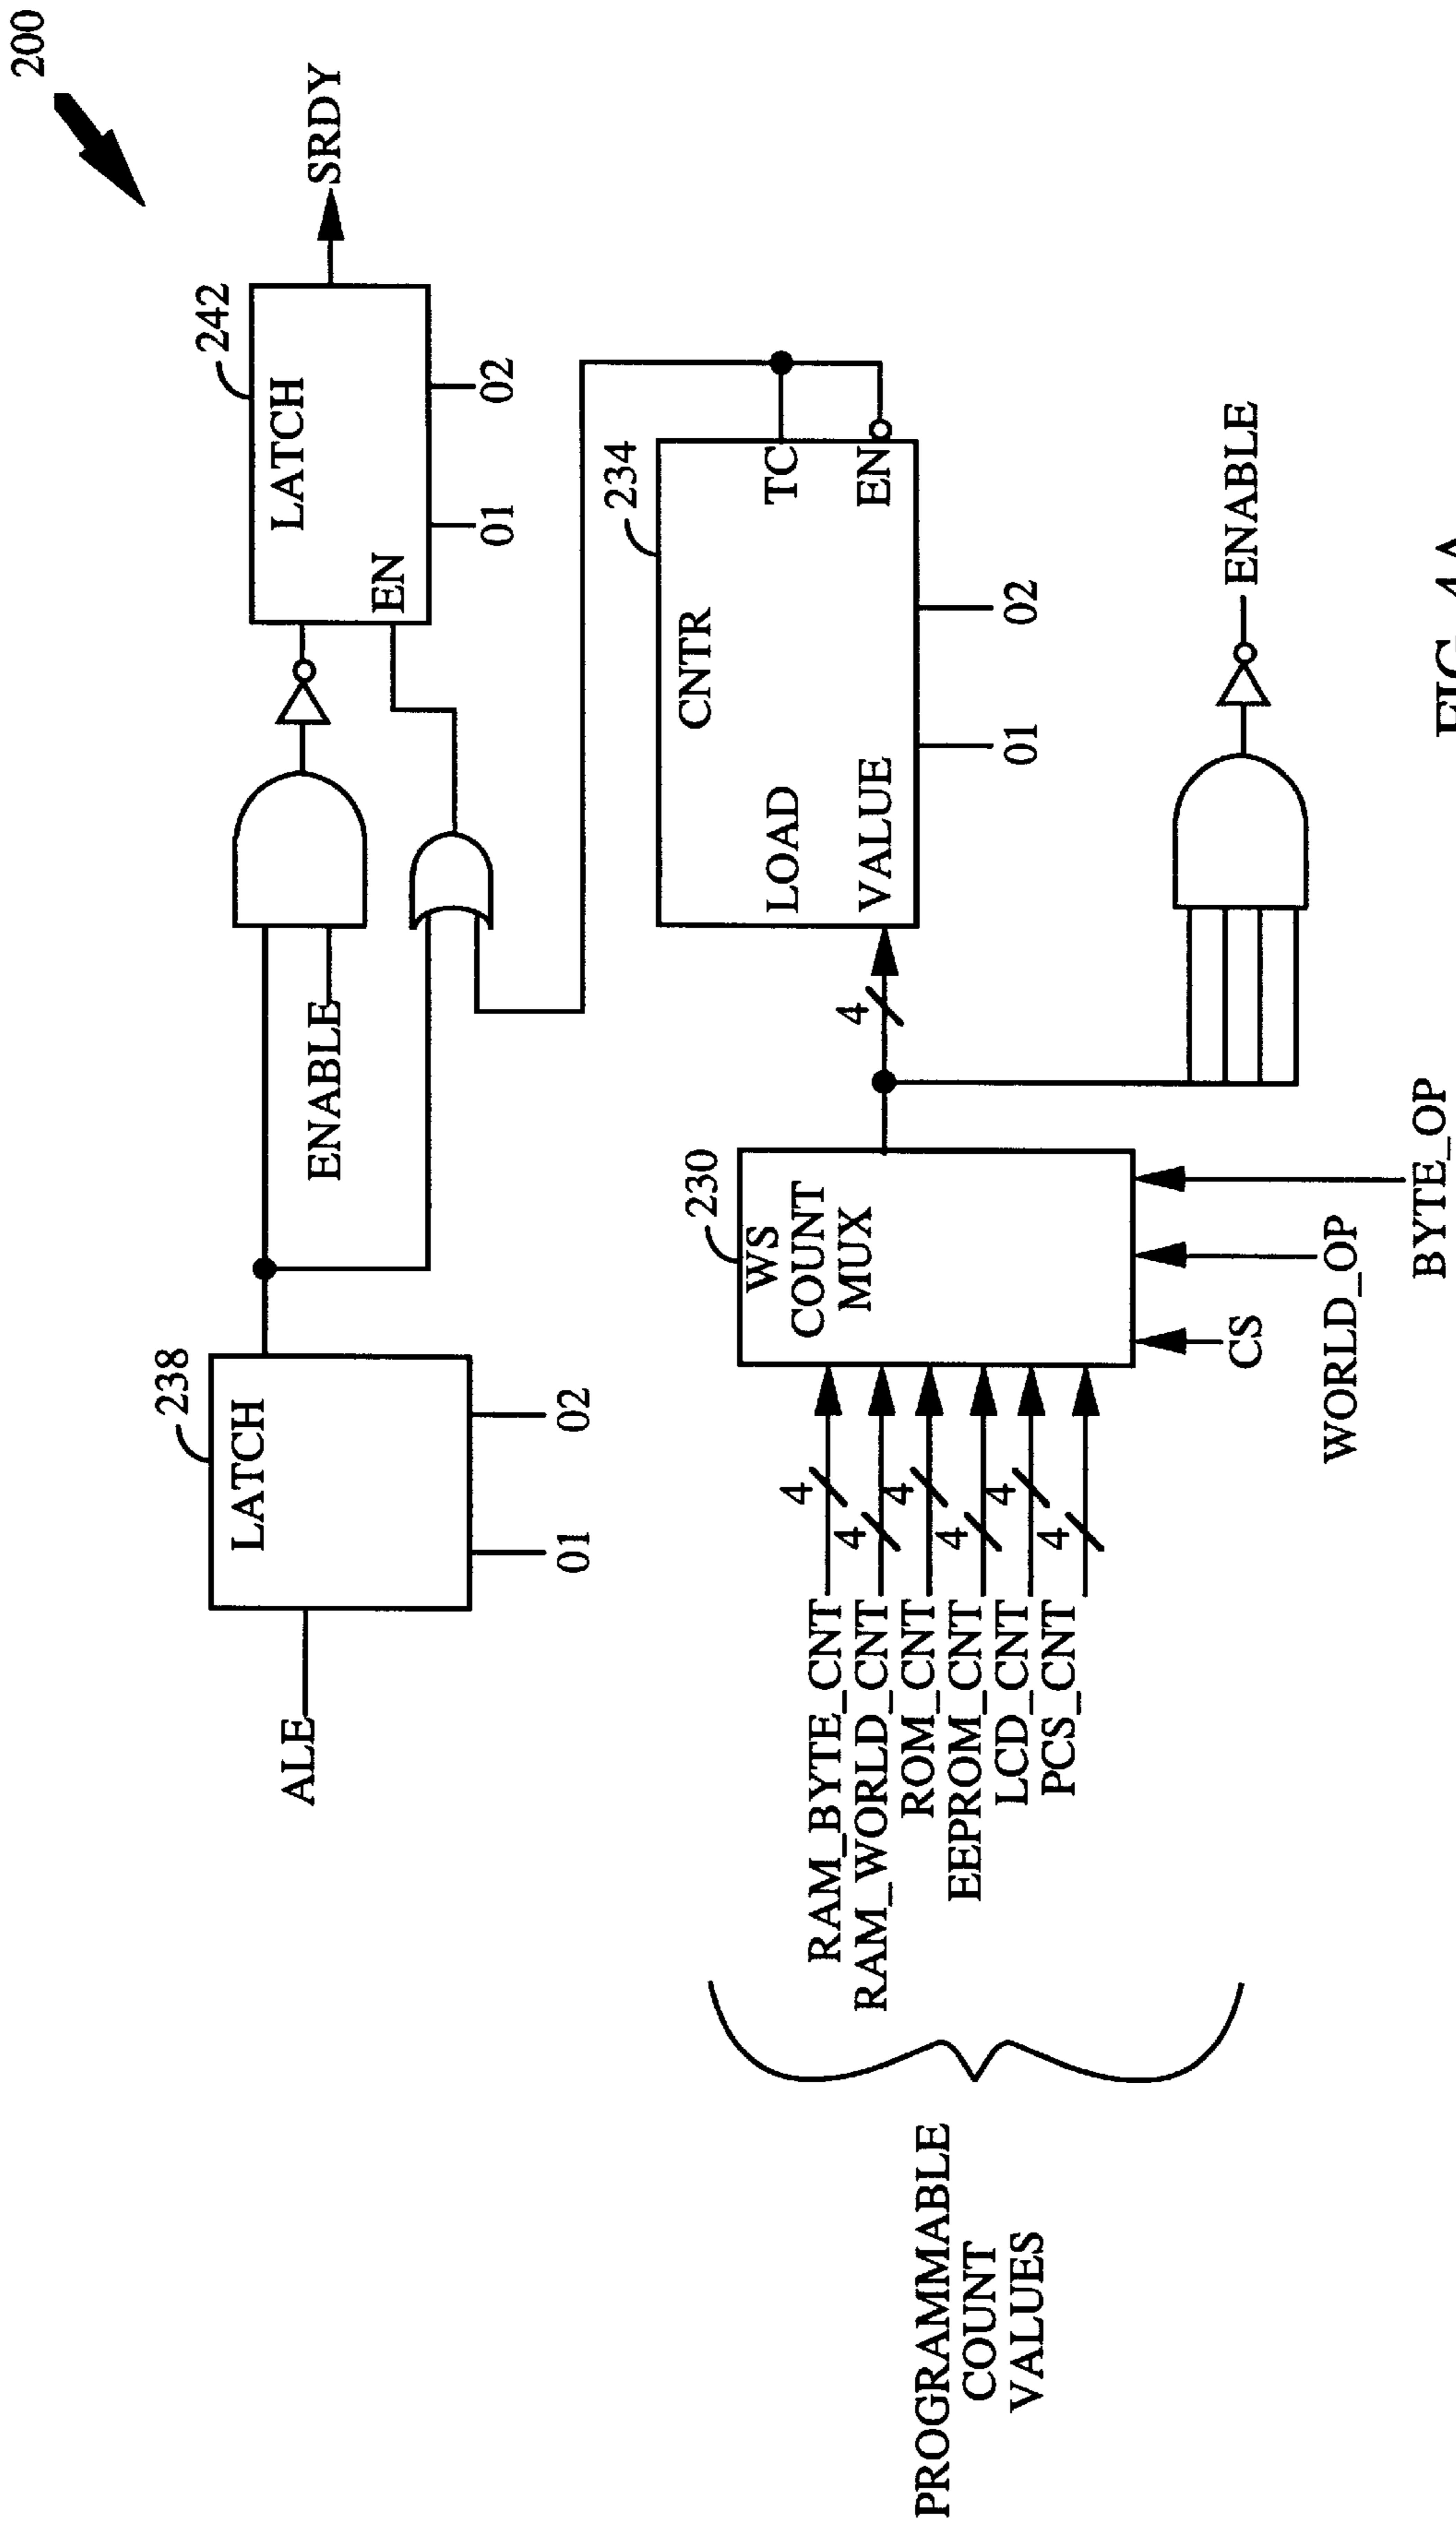 200
ALE
238
LATCH
01
02
ENABLE
242
LATCH
EN
01
02
SRDY
PROGRAMMABLE
COUNT
VALUES
RAM_BYTE_CNT
RAM_WORLD_CNT
ROM_CNT
EEPROM_CNT
LCD_CNT
PCS_CNT
4
4
4
4
4
4
230
WS
COUNT
MUX
CS
WORLD_OP
BYTE_OP
4
234
CNTR
LOAD
VALUE
TC
EN
01
02
ENABLE
FIG. 4A